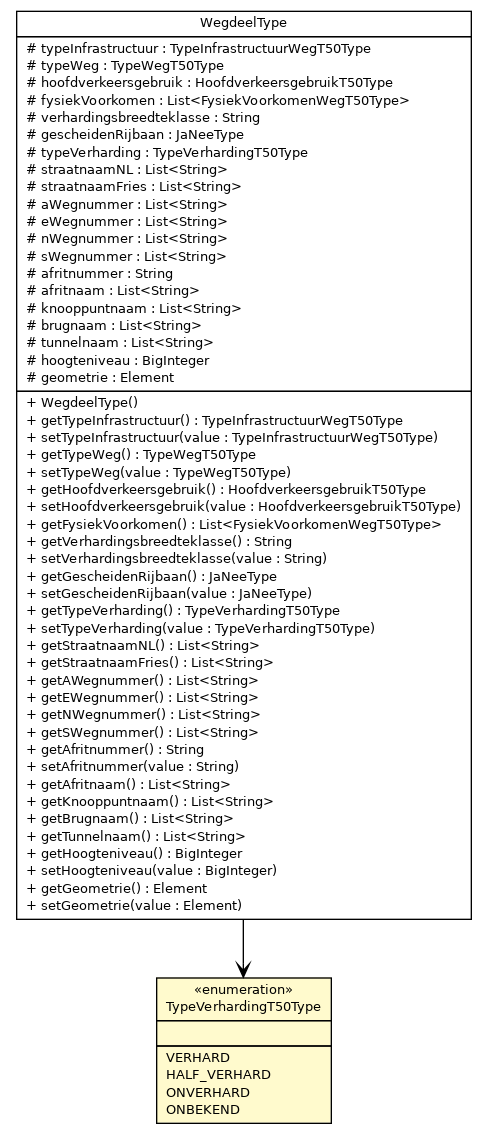 WegdeelType
# typeInfrastructuur : TypeInfrastructuurWegT50Type
# typeWeg : TypeWegT50Type
# hoofdverkeersgebruik : HoofdverkeersgebruikT50Type
# fysiekVoorkomen : List<FysiekVoorkomenWegT50Type>
# verhardingsbreedteklasse : String
# gescheidenRijbaan : JaNeeType
# typeVerharding : TypeVerhardingT50Type
# straatnaamNL : List<String>
# straatnaamFries : List<String>
# aWegnummer : List<String>
# eWegnummer : List<String>
# nWegnummer : List<String>
# sWegnummer : List<String>
# afritnummer : String
# afritnaam : List<String>
# knooppuntnaam : List<String>
# brugnaam : List<String>
# tunnelnaam : List<String>
# hoogteniveau : BigInteger
# geometrie : Element
+ WegdeelType()
+ getTypeInfrastructuur() : TypeInfrastructuurWegT50Type
+ setTypeInfrastructuur(value : TypeInfrastructuurWegT50Type)
+ getTypeWeg() : TypeWegT50Type
+ setTypeWeg(value : TypeWegT50Type)
+ getHoofdverkeersgebruik() : HoofdverkeersgebruikT50Type
+ setHoofdverkeersgebruik(value : HoofdverkeersgebruikT50Type)
+ getFysiekVoorkomen() : List<FysiekVoorkomenWegT50Type>
+ getVerhardingsbreedteklasse() : String
+ setVerhardingsbreedteklasse(value : String)
+ getGescheidenRijbaan() : JaNeeType
+ setGescheidenRijbaan(value : JaNeeType)
+ getTypeVerharding() : TypeVerhardingT50Type
+ setTypeVerharding(value : TypeVerhardingT50Type)
+ getStraatnaamNL() : List<String>
+ getStraatnaamFries() : List<String>
+ getAWegnummer() : List<String>
+ getEWegnummer() : List<String>
+ getNWegnummer() : List<String>
+ getSWegnummer() : List<String>
+ getAfritnummer() : String
+ setAfritnummer(value : String)
+ getAfritnaam() : List<String>
+ getKnooppuntnaam() : List<String>
+ getBrugnaam() : List<String>
+ getTunnelnaam() : List<String>
+ getHoogteniveau() : BigInteger
+ setHoogteniveau(value : BigInteger)
+ getGeometrie() : Element
+ setGeometrie(value : Element)
«enumeration»
TypeVerhardingT50Type
VERHARD
HALF_VERHARD
ONVERHARD
ONBEKEND